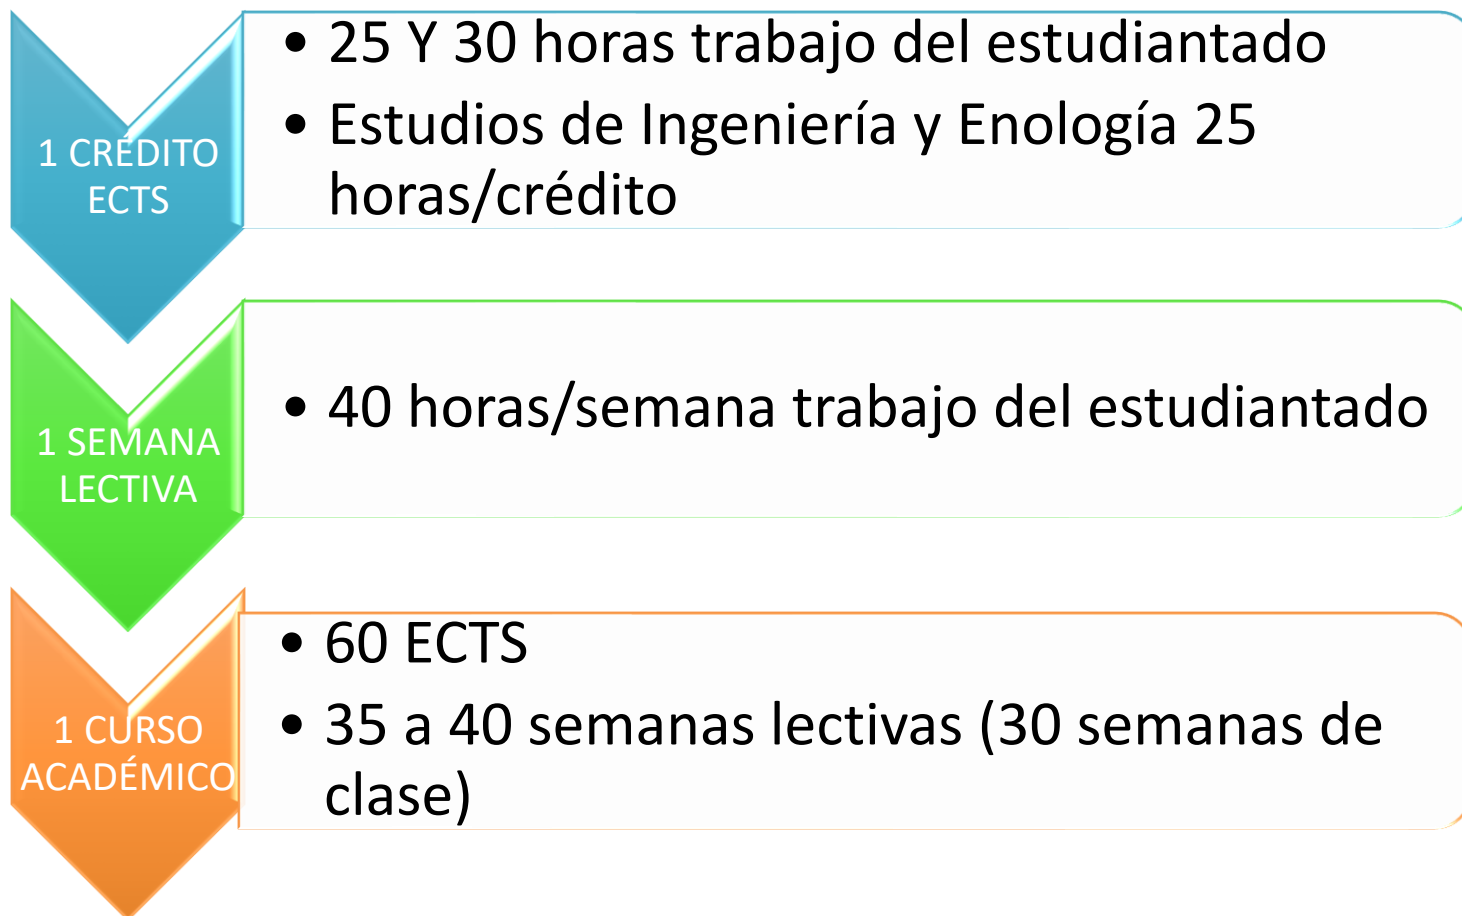 1 CRÉDITO
ECTS
• 25 Y 30 horas trabajo del estudiantado
• Estudios de Ingeniería y Enología 25
horas/crédito
1 SEMANA
LECTIVA
• 40 horas/semana trabajo del estudiantado
1 CURSO
ACADÉMICO
• 60 ECTS
• 35 a 40 semanas lectivas (30 semanas de
clase)